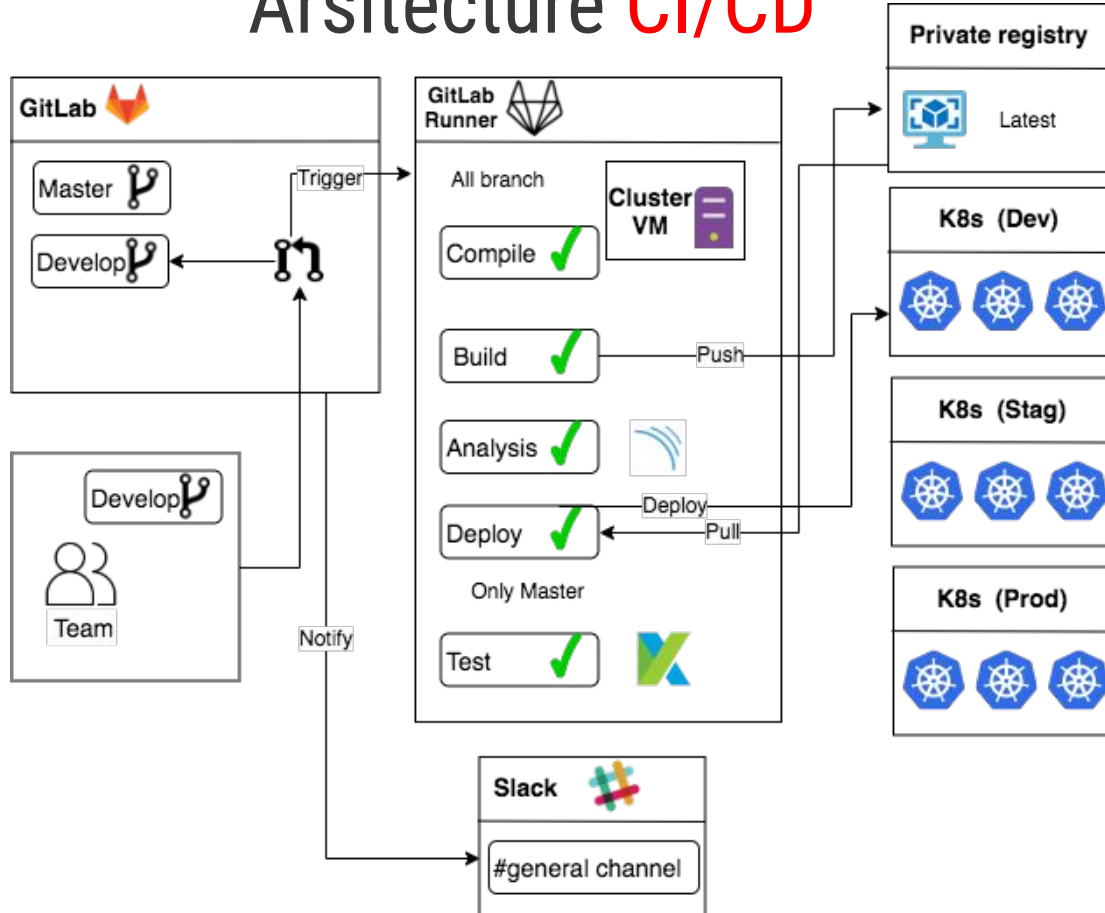 Arsitecture CI/CD
GitLab
Master
Develop
Trigger
Develop
Team
Notify
GitLab
Runner
All branch
Cluster
VM
Compile
Build
Push
Analysis
Deploy
Deploy
Pull
Only Master
Test
Private registry
Latest
K8s (Dev)
K8s (Stag)
K8s (Prod)
Slack
#general channel